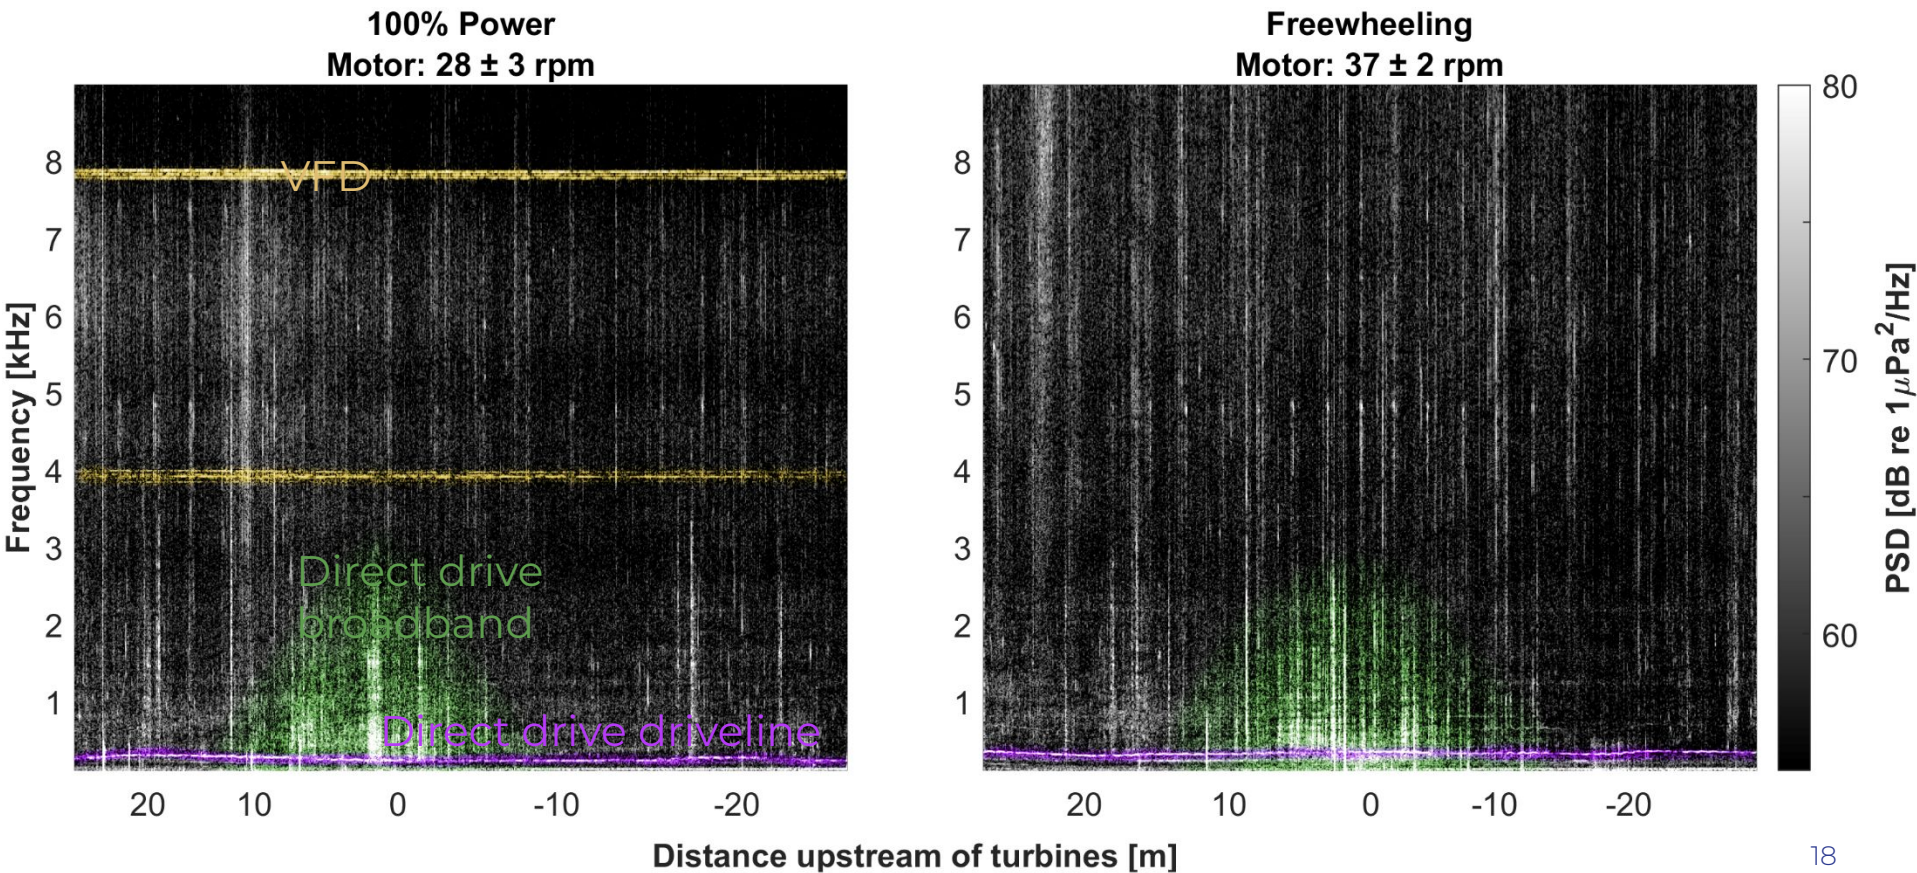 100% Power
Motor: 28 ± 3 rpm
Freewheeling
Motor: 37 ± 2 rpm
Frequency [kHz]
8
7
6
5
4
3
2
1
VFD
Direct drive
broadband
Direct drive driveline
20 10 0 -10 -20
8
7
6
5
4
3
2
1
20 10 0 -10 -20
80
70
60
PSD [dB re 1μPa²/Hz]
Distance upstream of turbines [m]
18